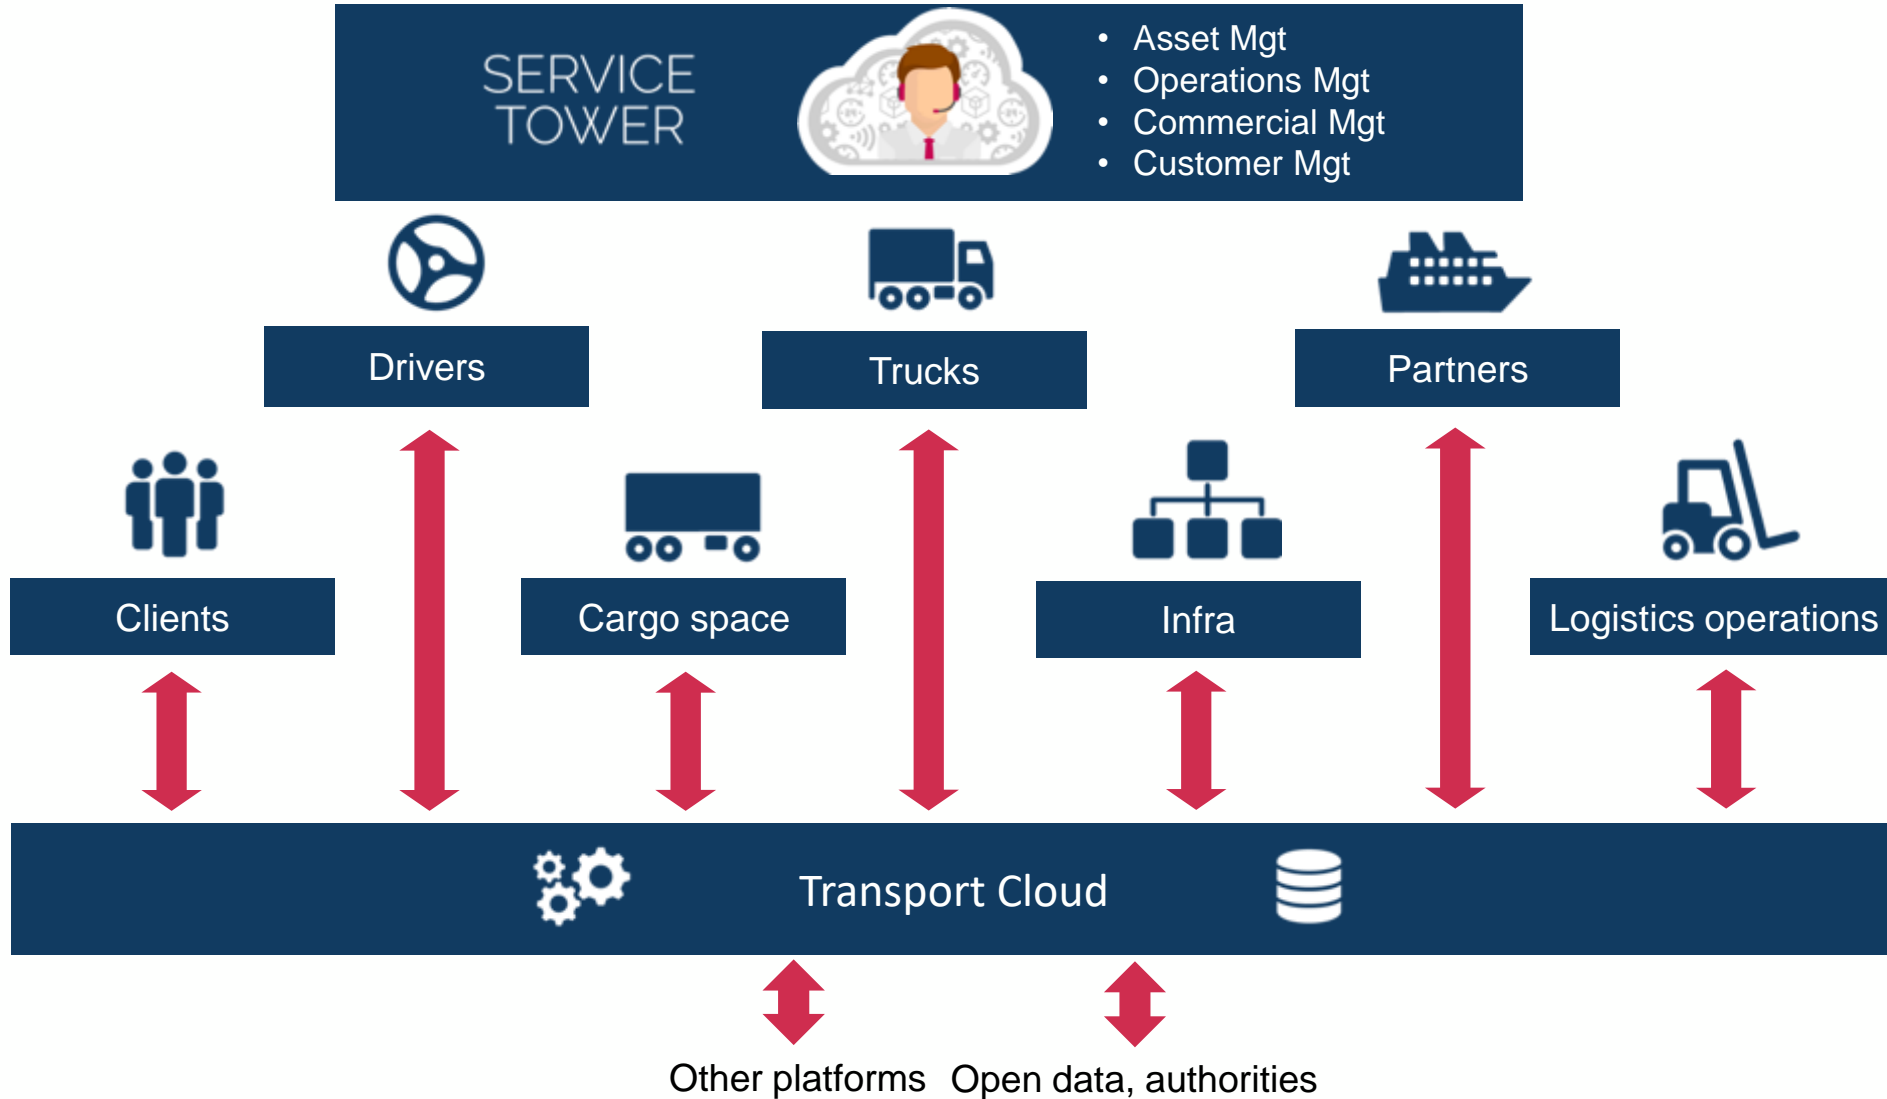 SERVICE
TOWER
• Asset Mgt
• Operations Mgt
• Commercial Mgt
• Customer Mgt
Drivers
Trucks
Partners
Clients
Cargo space
Infra
Logistics operations
Transport Cloud
Other platforms
Open data, authorities